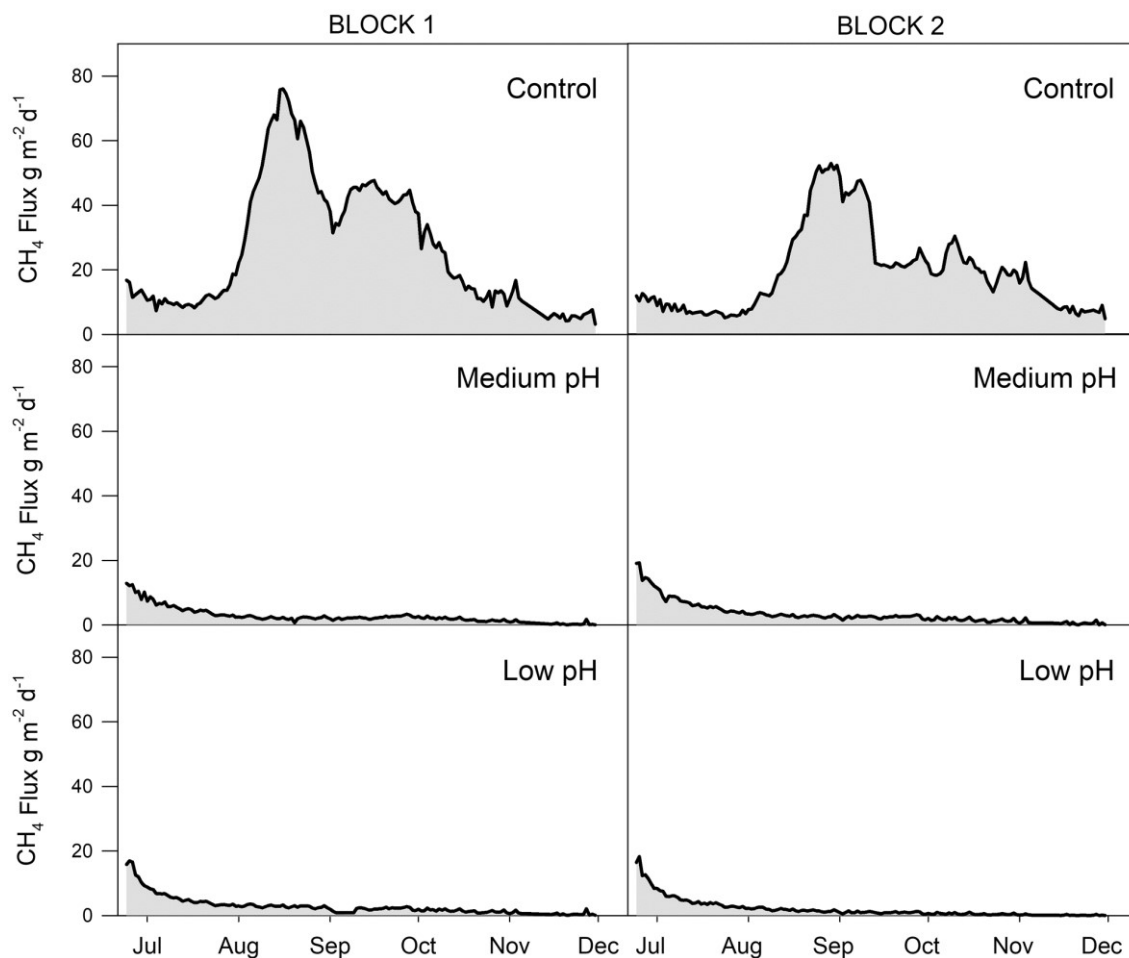 BLOCK 1
BLOCK 2
CH₄ Flux g m⁻² d⁻¹
80
60
40
20
0
Control
Control
CH₄ Flux g m⁻² d⁻¹
80
60
40
20
0
Medium pH
Medium pH
CH₄ Flux g m⁻² d⁻¹
80
60
40
20
0
Low pH
Low pH
Jul Aug Sep Oct Nov Dec
Jul Aug Sep Oct Nov Dec